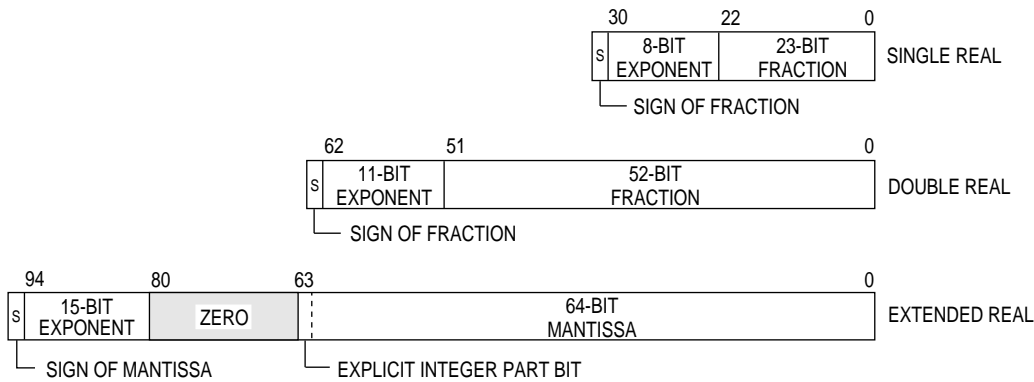 30 22 0
S 8-BIT EXPONENT 23-BIT FRACTION SINGLE REAL
SIGN OF FRACTION
62 51 0
S 11-BIT EXPONENT 52-BIT FRACTION DOUBLE REAL
SIGN OF FRACTION
94 80 63 0
S 15-BIT EXPONENT ZERO 64-BIT MANTISSA EXTENDED REAL
SIGN OF MANTISSA EXPLICIT INTEGER PART BIT